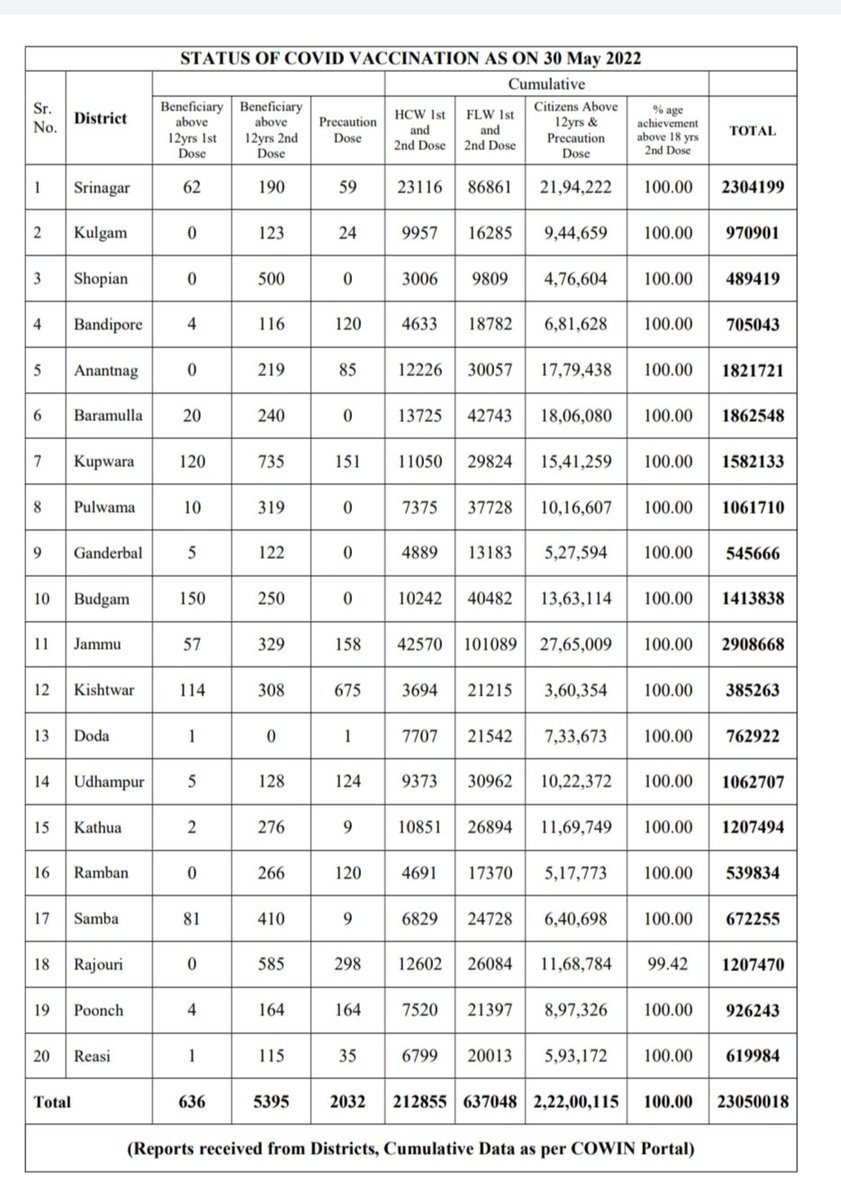 STATUS OF COVID VACCINATION AS ON 30 May 2022
Cumulative
Sr. No. District Beneficiary above 12yrs 1st Dose Beneficiary above 12yrs 2nd Dose Precaution Dose HCW 1st and 2nd Dose FLW 1st and 2nd Dose Citizens Above 12yrs & Precaution Dose % age achievement above 18 yrs 2nd Dose TOTAL
1 Srinagar 62 190 59 23116 86861 21,94,222 100.00 2304199
2 Kulgam 0 123 24 9957 16285 9,44,659 100.00 970901
3 Shopian 0 500 0 3006 9809 4,76,604 100.00 489419
4 Bandipore 4 116 120 4633 18782 6,81,628 100.00 705043
5 Anantnag 0 219 85 12226 30057 17,79,438 100.00 1821721
6 Baramulla 20 240 0 13725 42743 18,06,080 100.00 1862548
7 Kupwara 120 735 151 11050 29824 15,41,259 100.00 1582133
8 Pulwama 10 319 0 7375 37728 10,16,607 100.00 1061710
9 Ganderbal 5 122 0 4889 13183 5,27,594 100.00 545666
10 Budgam 150 250 0 10242 40482 13,63,114 100.00 1413838
11 Jammu 57 329 158 42570 101089 27,65,009 100.00 2908668
12 Kishtwar 114 308 675 3694 21215 3,60,354 100.00 385263
13 Doda 1 0 1 7707 21542 7,33,673 100.00 762922
14 Udhampur 5 128 124 9373 30962 10,22,372 100.00 1062707
15 Kathua 2 276 9 10851 26894 11,69,749 100.00 1207494
16 Ramban 0 266 120 4691 17370 5,17,773 100.00 539834
17 Samba 81 410 9 6829 24728 6,40,698 100.00 672255
18 Rajouri 0 585 298 12602 26084 11,68,784 99.42 1207470
19 Poonch 4 164 164 7520 21397 8,97,326 100.00 926243
20 Reasi 1 115 35 6799 20013 5,93,172 100.00 619984
Total 636 5395 2032 212855 637048 2,22,00,115 100.00 23050018
(Reports received from Districts, Cumulative Data as per COWIN Portal)